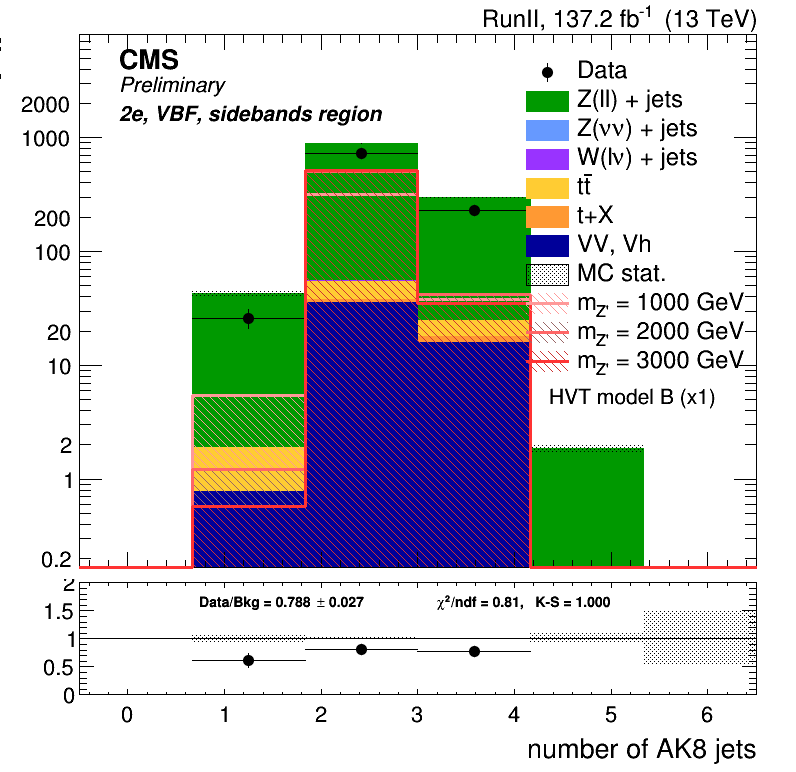 RunII, 137.2 fb⁻¹ (13 TeV)
CMS
Preliminary
2e, VBF, sidebands region
Data
Z(ll) + jets
Z(νν) + jets
W(lν) + jets
tt̄
t+X
VV, Vh
MC stat.
m_Z' = 1000 GeV
m_Z' = 2000 GeV
m_Z' = 3000 GeV
HVT model B (x1)
2000
1000
200
100
20
10
2
1
0.2
Data/Bkg = 0.788 ± 0.027
χ²/ndf = 0.81, K-S = 1.000
2
1.5
1
0.5
0
0 1 2 3 4 5 6
number of AK8 jets